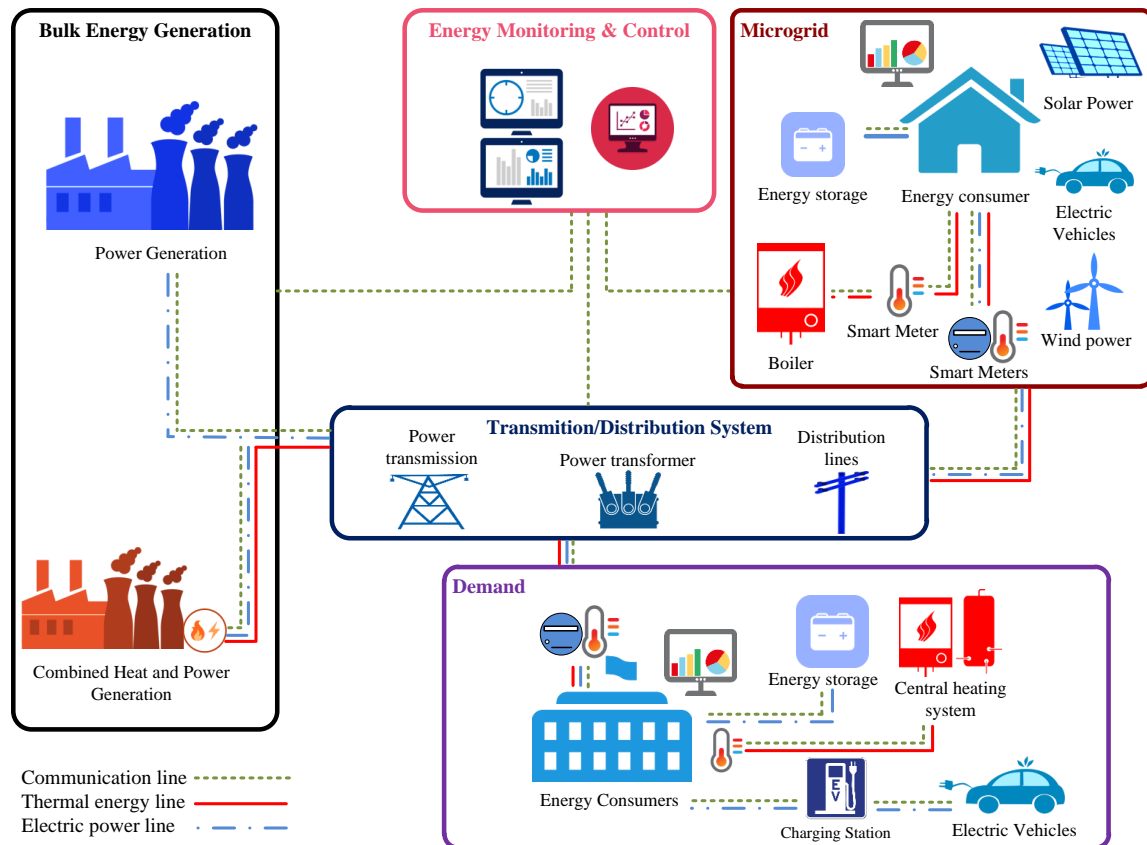 Bulk Energy Generation
Power Generation
Combined Heat and Power
Generation
Energy Monitoring & Control
Microgrid
Solar Power
Energy storage
Energy consumer
Electric
Vehicles
Boiler
Smart Meter
Smart Meters
Wind power
Transmition/Distribution System
Power
transmission
Power transformer
Distribution
lines
Demand
Energy storage
Central heating
system
Energy Consumers
EV
Charging Station
Electric Vehicles
Communication line
Thermal energy line
Electric power line